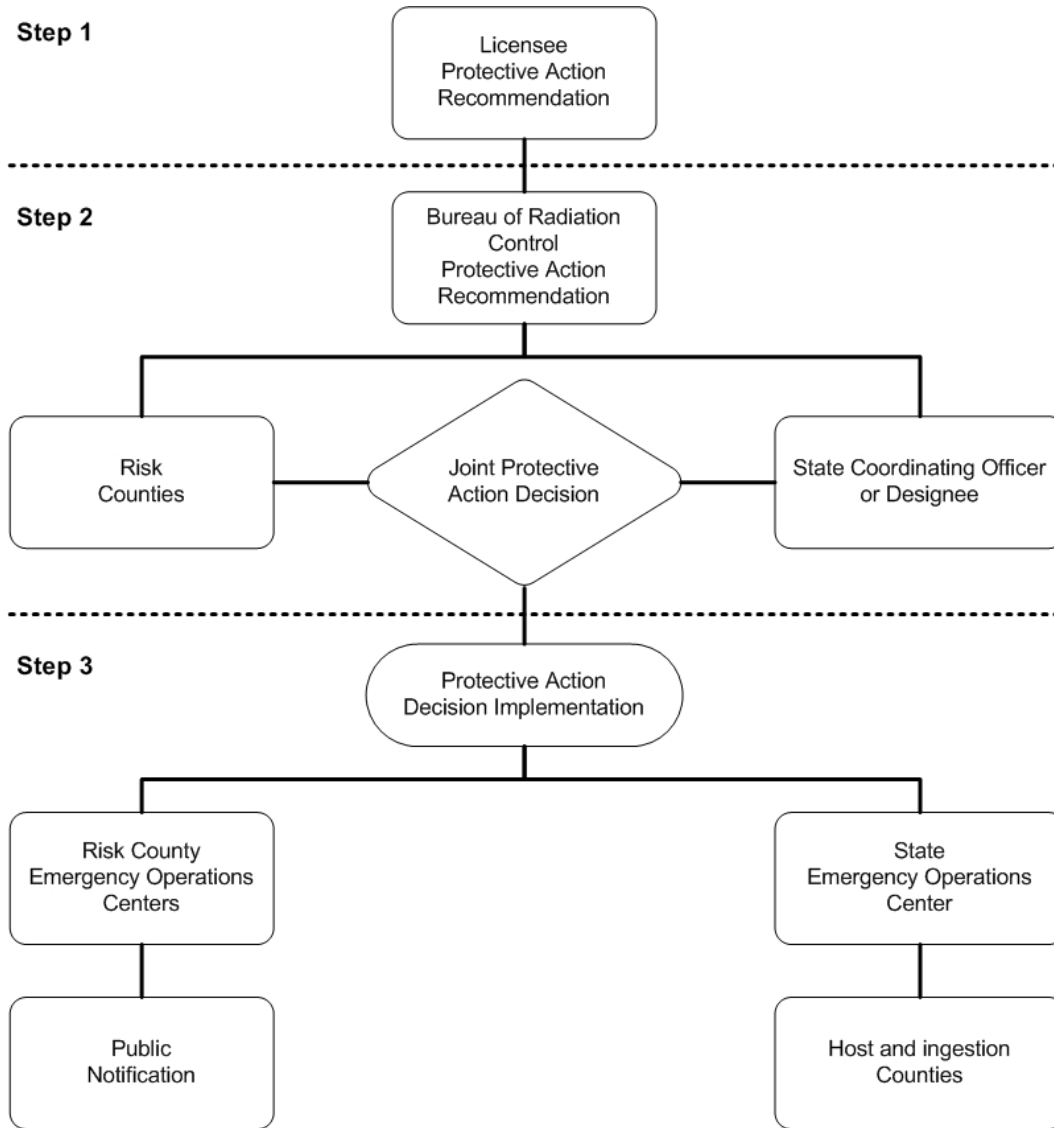 Step 1
Licensee
Protective Action
Recommendation
Step 2
Bureau of Radiation
Control
Protective Action
Recommendation
Risk
Counties
Joint Protective
Action Decision
State Coordinating Officer
or Designee
Step 3
Protective Action
Decision Implementation
Risk County
Emergency Operations
Centers
State
Emergency Operations
Center
Public
Notification
Host and ingestion
Counties